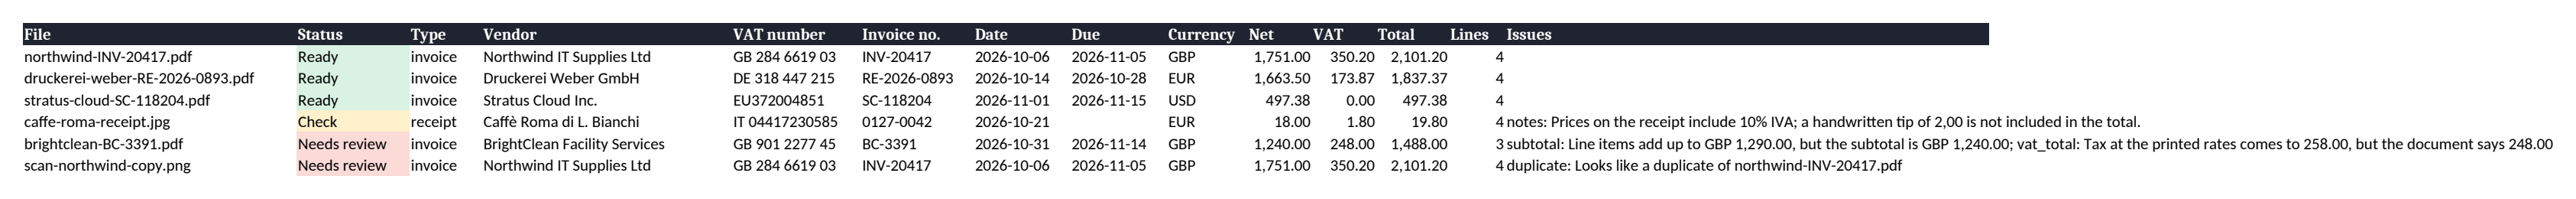 File Status Type Vendor VAT number Invoice no. Date Due Currency Net VAT Total Lines Issues
northwind-INV-20417.pdf Ready invoice Northwind IT Supplies Ltd GB 284 6619 03 INV-20417 2026-10-06 2026-11-05 GBP 1,751.00 350.20 2,101.20 4
druckerei-weber-RE-2026-0893.pdf Ready invoice Druckerei Weber GmbH DE 318 447 215 RE-2026-0893 2026-10-14 2026-10-28 EUR 1,663.50 173.87 1,837.37 4
stratus-cloud-SC-118204.pdf Ready invoice Stratus Cloud Inc. EU372004851 SC-118204 2026-11-01 2026-11-15 USD 497.38 0.00 497.38 4
caffe-roma-receipt.jpg Check receipt Caffè Roma di L. Bianchi IT 04417230585 0127-0042 2026-10-21 EUR 18.00 1.80 19.80 4 notes: Prices on the receipt include 10% IVA; a handwritten tip of 2,00 is not included in the total.
brightclean-BC-3391.pdf Needs review invoice BrightClean Facility Services GB 901 2277 45 BC-3391 2026-10-31 2026-11-14 GBP 1,240.00 248.00 1,488.00 3 subtotal: Line items add up to GBP 1,290.00, but the subtotal is GBP 1,240.00; vat_total: Tax at the printed rates comes to 258.00, but the document says 248.00
scan-northwind-copy.png Needs review invoice Northwind IT Supplies Ltd GB 284 6619 03 INV-20417 2026-10-06 2026-11-05 GBP 1,751.00 350.20 2,101.20 4 duplicate: Looks like a duplicate of northwind-INV-20417.pdf